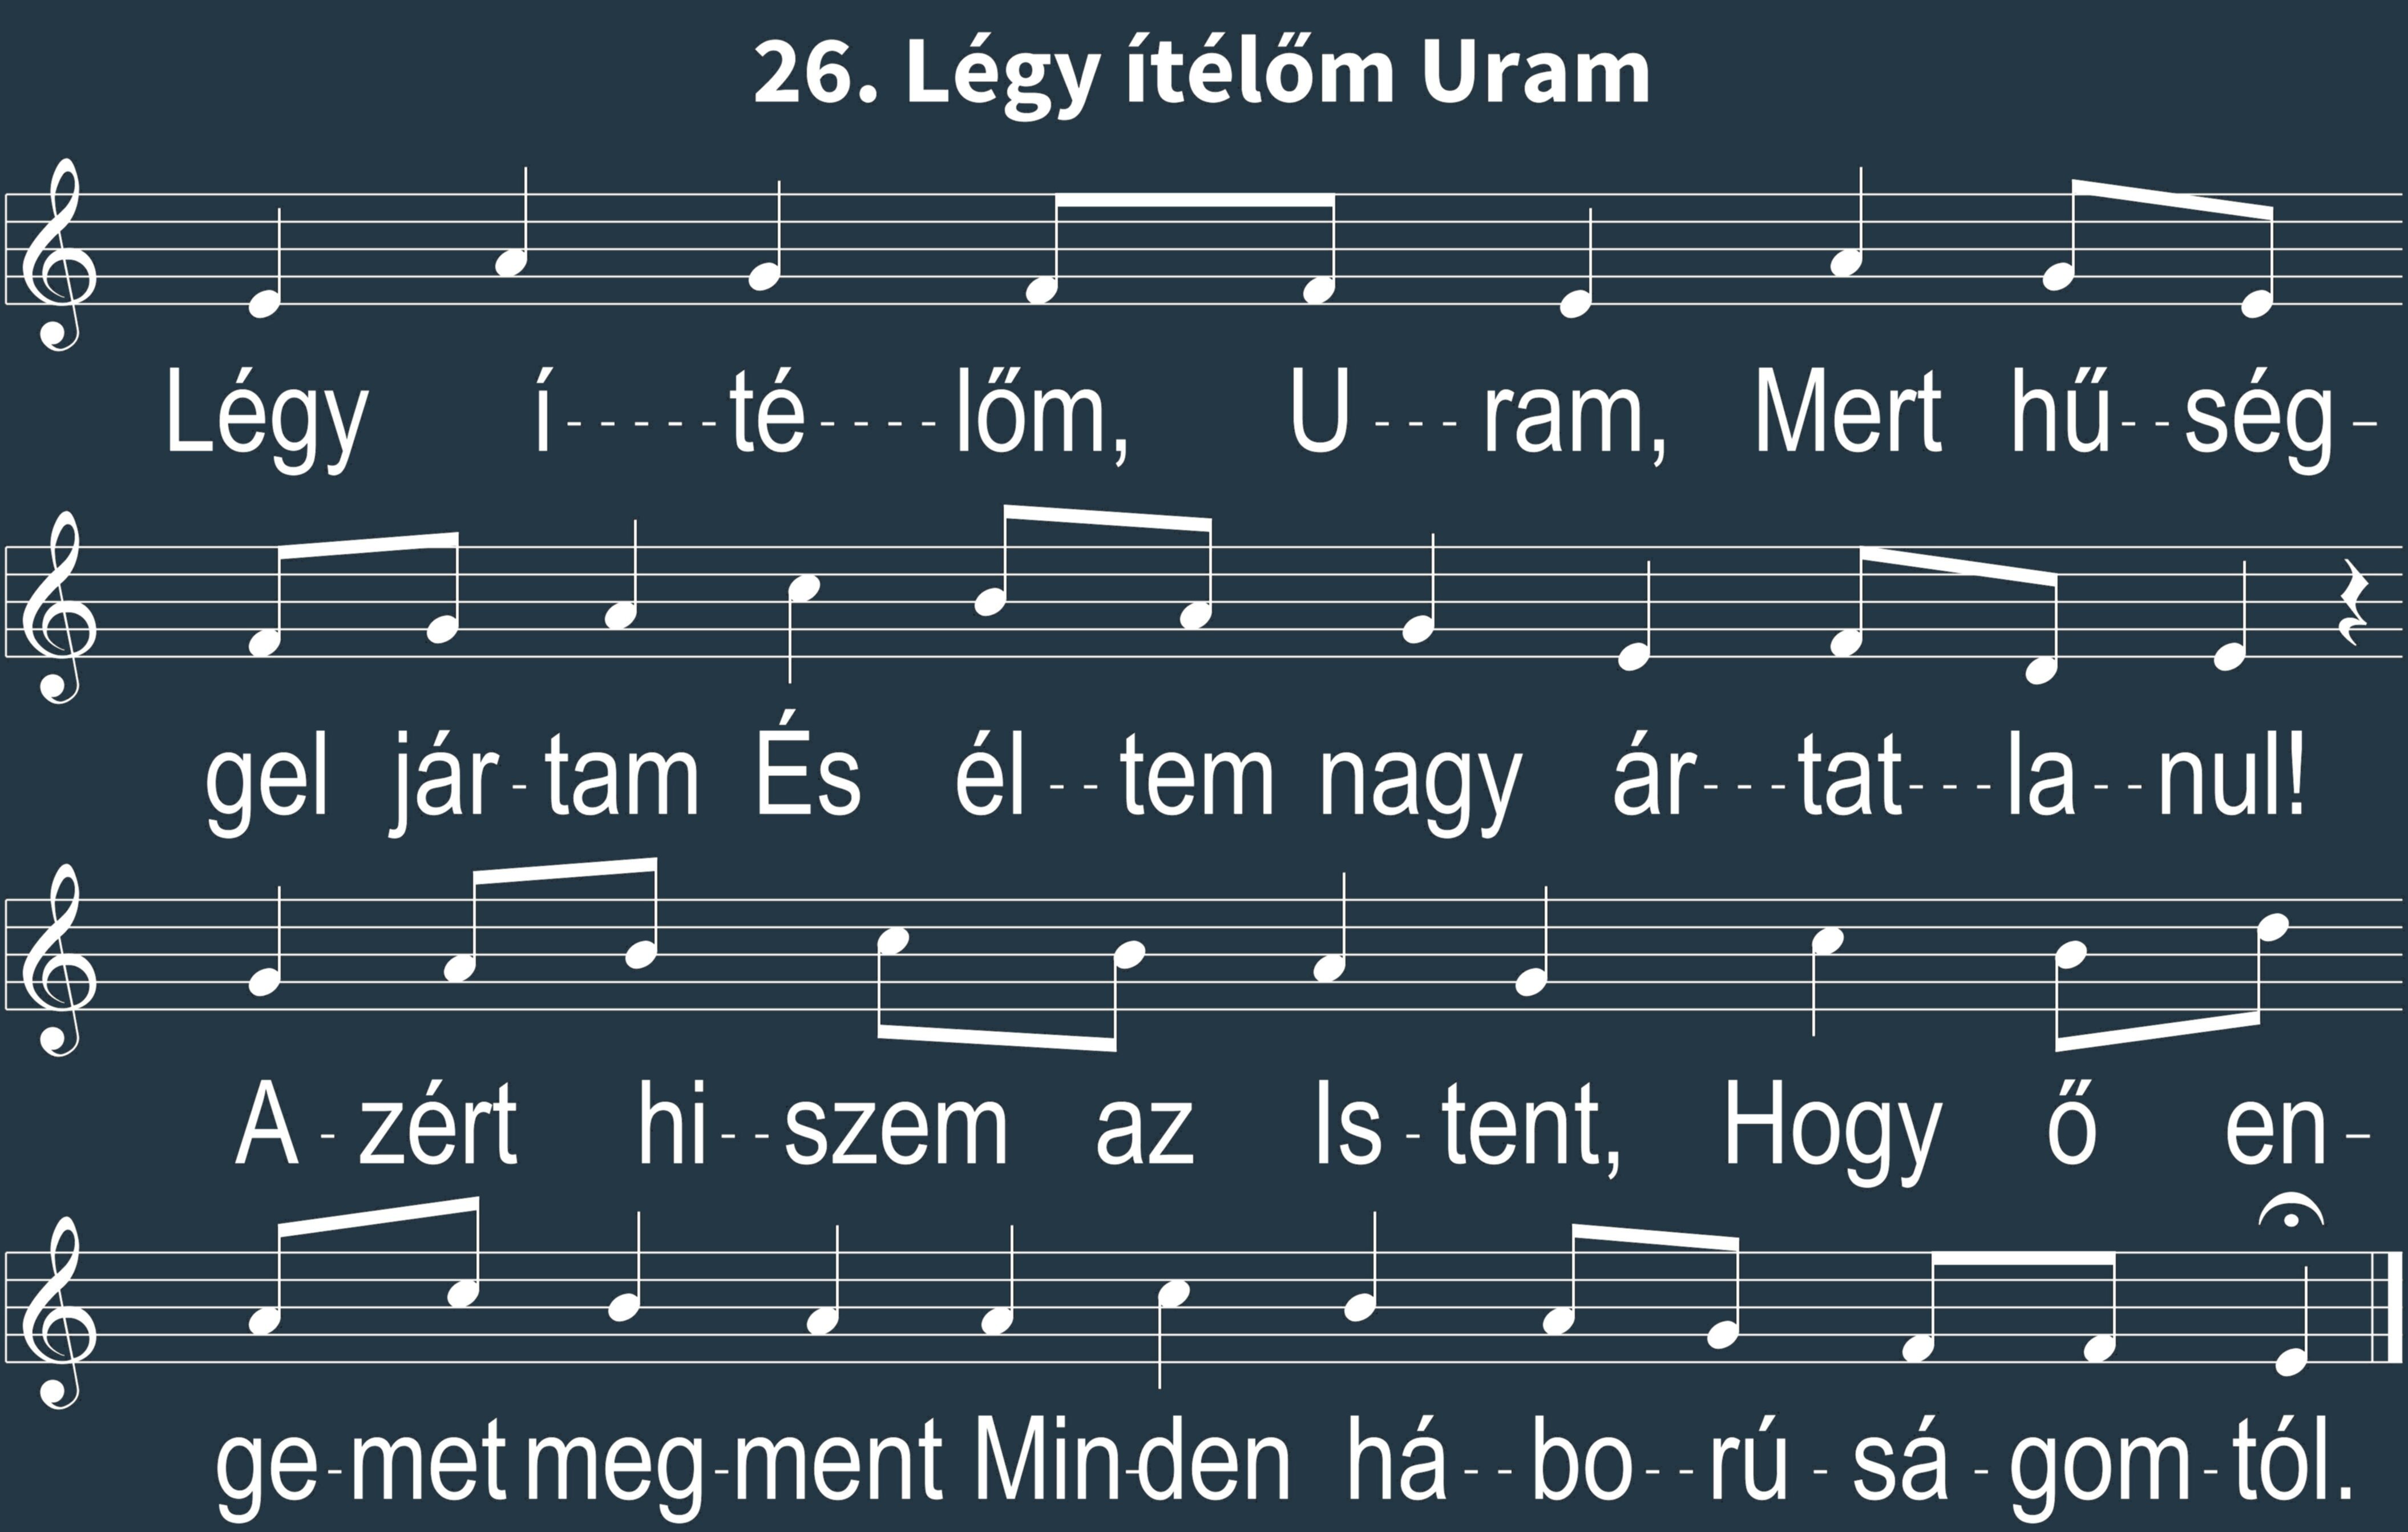 26. Légy ítélőm Uram
Légy í-----té----lőm, U---ram, Mert hű--ség-
gel jár-tam És él--tem nagy ár---tat---la--nul!
A-zért hi--szem az Is-tent, Hogy ő en-
ge-met meg-ment Min-den há--bo--rú-sá-gom-tól.